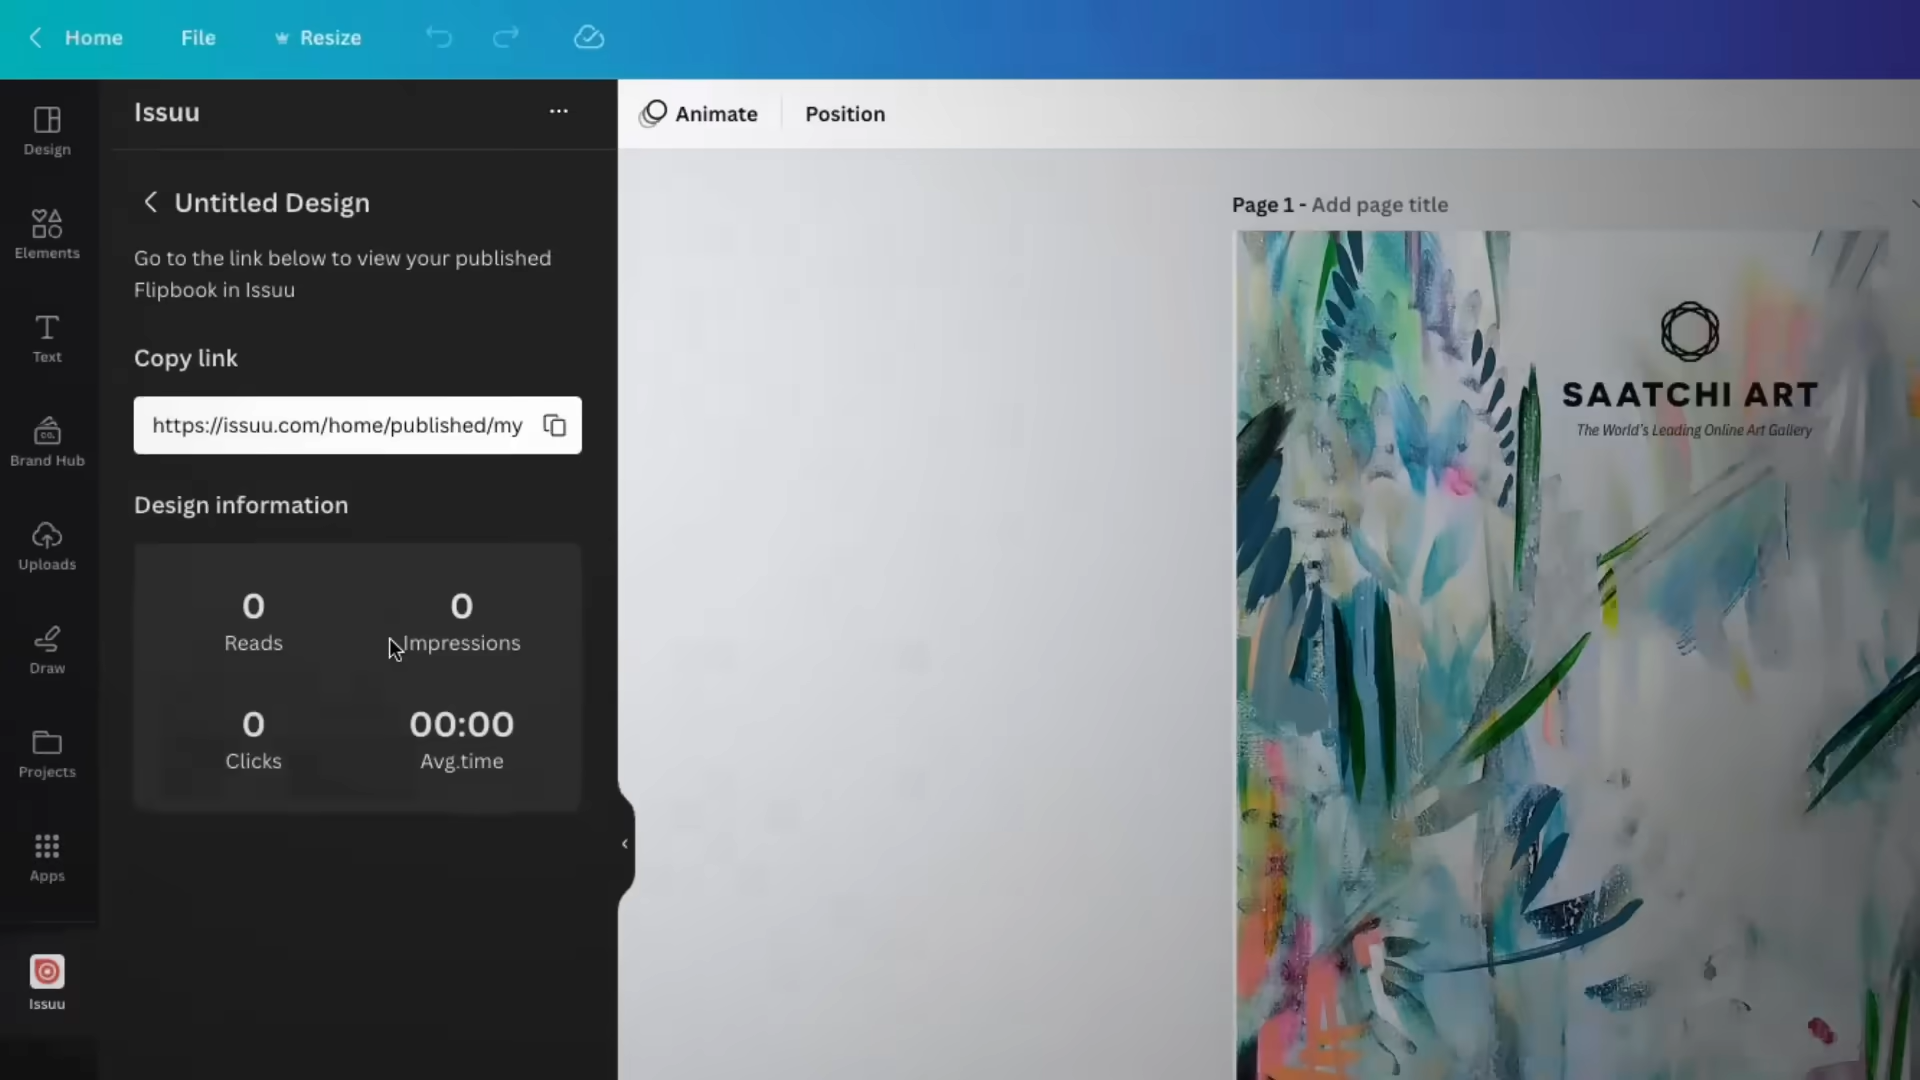 Home
File
Resize
Design
Elements
Text
Brand Hub
CO.
Uploads
Draw
Projects
Apps
Issuu
Issuu
Untitled Design
Go to the link below to view your published
Flipbook in Issuu
Copy link
https://issuu.com/home/published/my
Design information
0
Reads
0
Impressions
0
Clicks
00:00
Avg.time
Animate
Position
Page 1 - Add page title
SAATCHI ART
The World's Leading Online Art Gallery